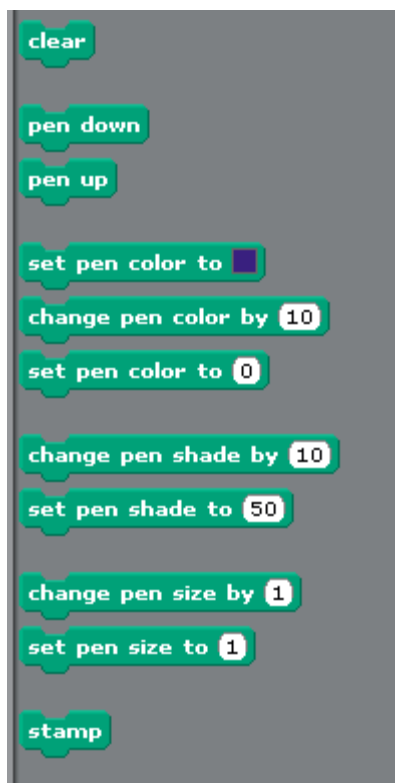 clear
pen down
pen up
set pen color to
change pen color by 10
set pen color to 0
change pen shade by 10
set pen shade to 50
change pen size by 1
set pen size to 1
stamp